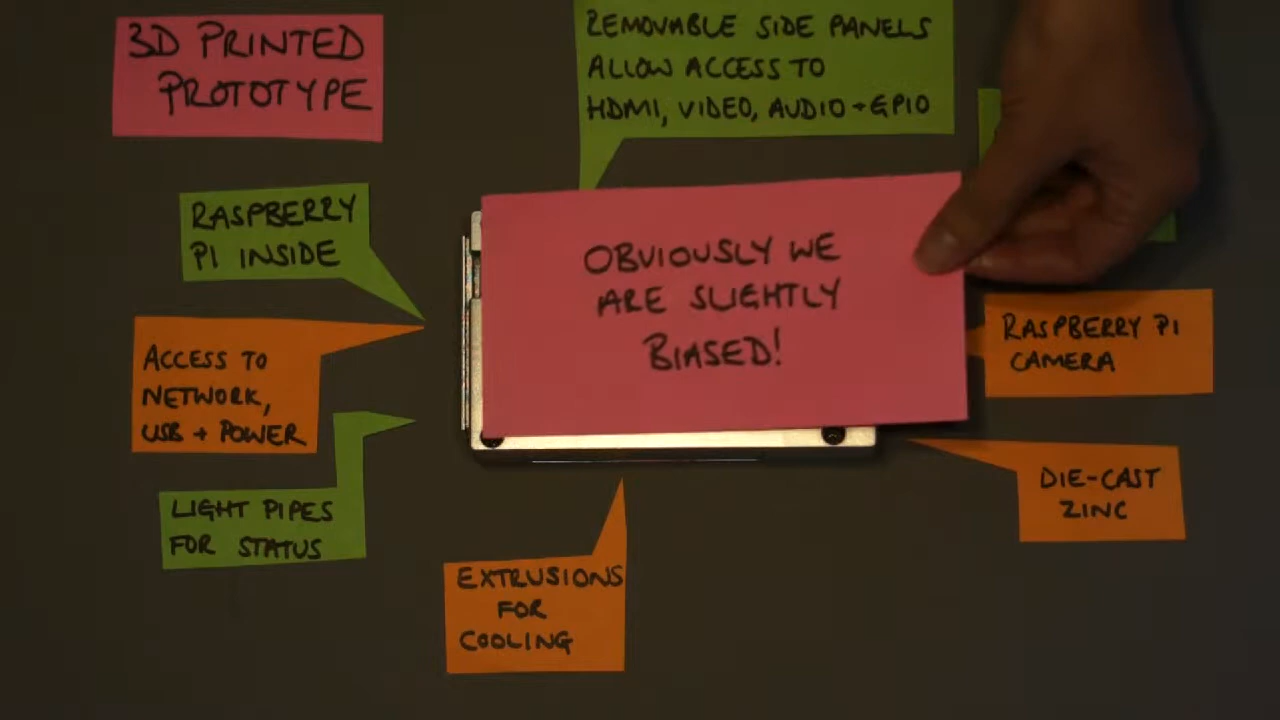 3D PRINTED
PROTOTYPE
REMOVABLE SIDE PANELS
ALLOW ACCESS TO
HDMI, VIDEO, AUDIO + GPIO
RASPBERRY
PI INSIDE
OBVIOUSLY WE
ARE SLIGHTLY
BIASED!
ACCESS TO
NETWORK,
USB + POWER
RASPBERRY PI
CAMERA
LIGHT PIPES
FOR STATUS
DIE-CAST
ZINC
EXTRUSIONS
FOR
COOLING